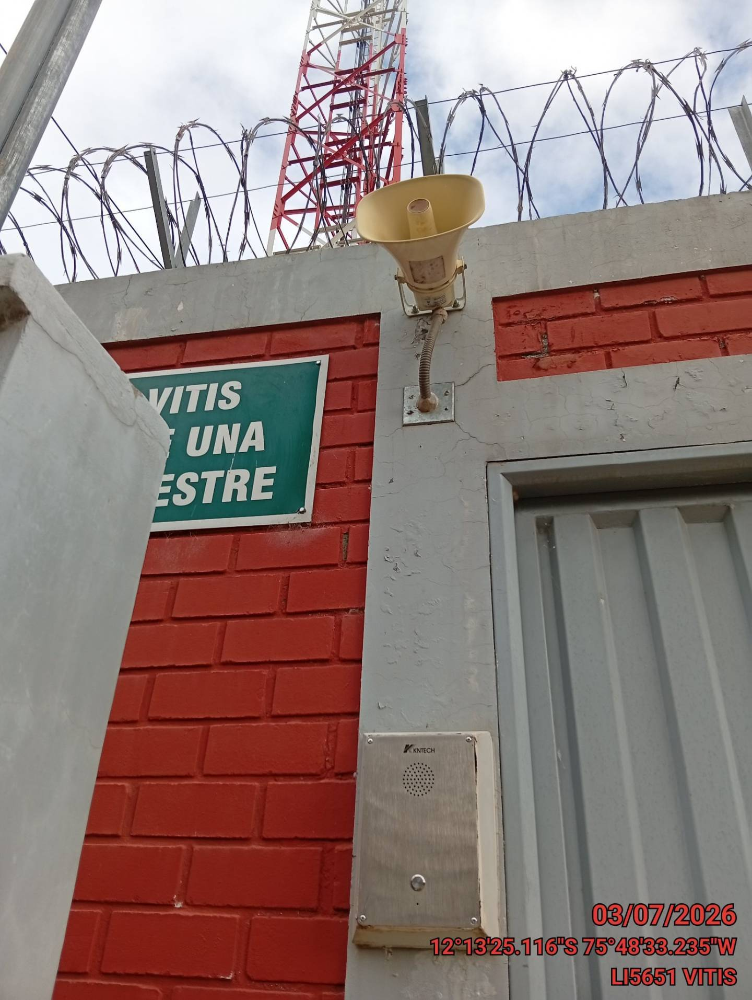 VITIS
E UNA
ESTRE
KNTECH
03/07/2026
12°13'25.116"S 75°48'33.235"W
LI5651 VITIS